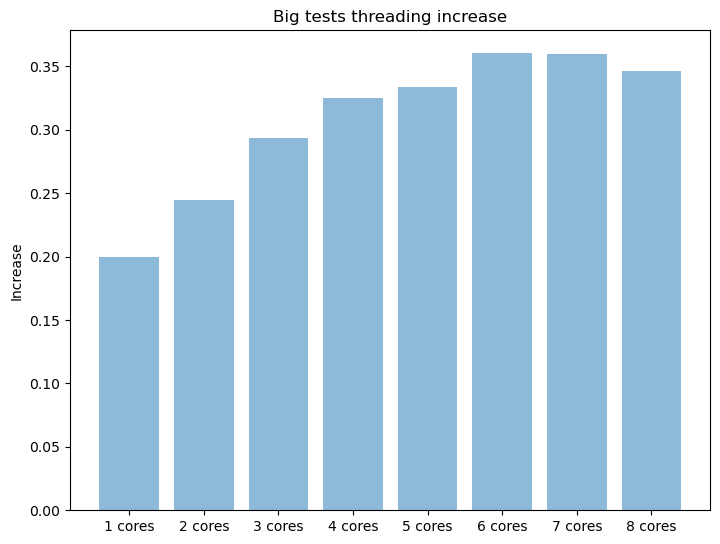 Big tests threading increase
Increase
0.35
0.30
0.25
0.20
0.15
0.10
0.05
0.00
1 cores 2 cores 3 cores 4 cores 5 cores 6 cores 7 cores 8 cores